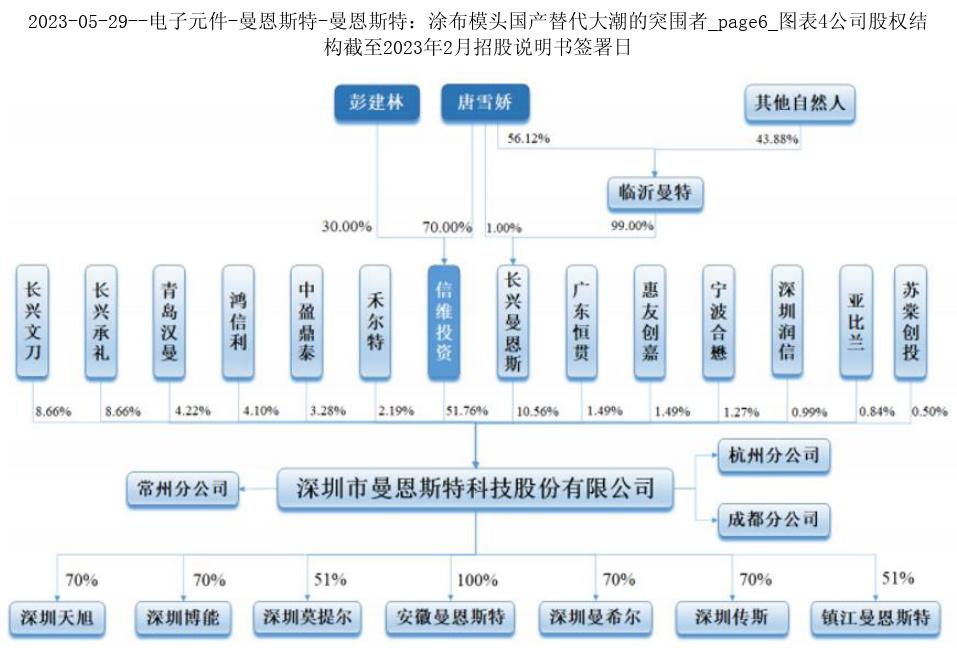 2023-05-29--电子元件-曼恩斯特-曼恩斯特：涂布模头国产替代大潮的突围者_page6_图表4公司股权结
构截至2023年2月招股说明书签署日
彭建林
唐雪娇
其他自然人
56.12%
43.88%
临沂曼特
30.00%
70.00%
1.00%
99.00%
长兴文刀
长兴承礼
青岛汉曼
鸿信利
中盈鼎泰
禾尔特
信维投资
长兴曼恩斯
广东恒贯
惠友创嘉
宁波合懋
深圳润信
亚比兰
苏棠创投
8.66%
8.66%
4.22%
4.10%
3.28%
2.19%
51.76%
10.56%
1.49%
1.49%
1.27%
0.99%
0.84%
0.50%
杭州分公司
常州分公司
深圳市曼恩斯特科技股份有限公司
成都分公司
70%
70%
51%
100%
70%
70%
51%
深圳天旭
深圳博能
深圳莫提尔
安徽曼恩斯特
深圳曼希尔
深圳传斯
镇江曼恩斯特